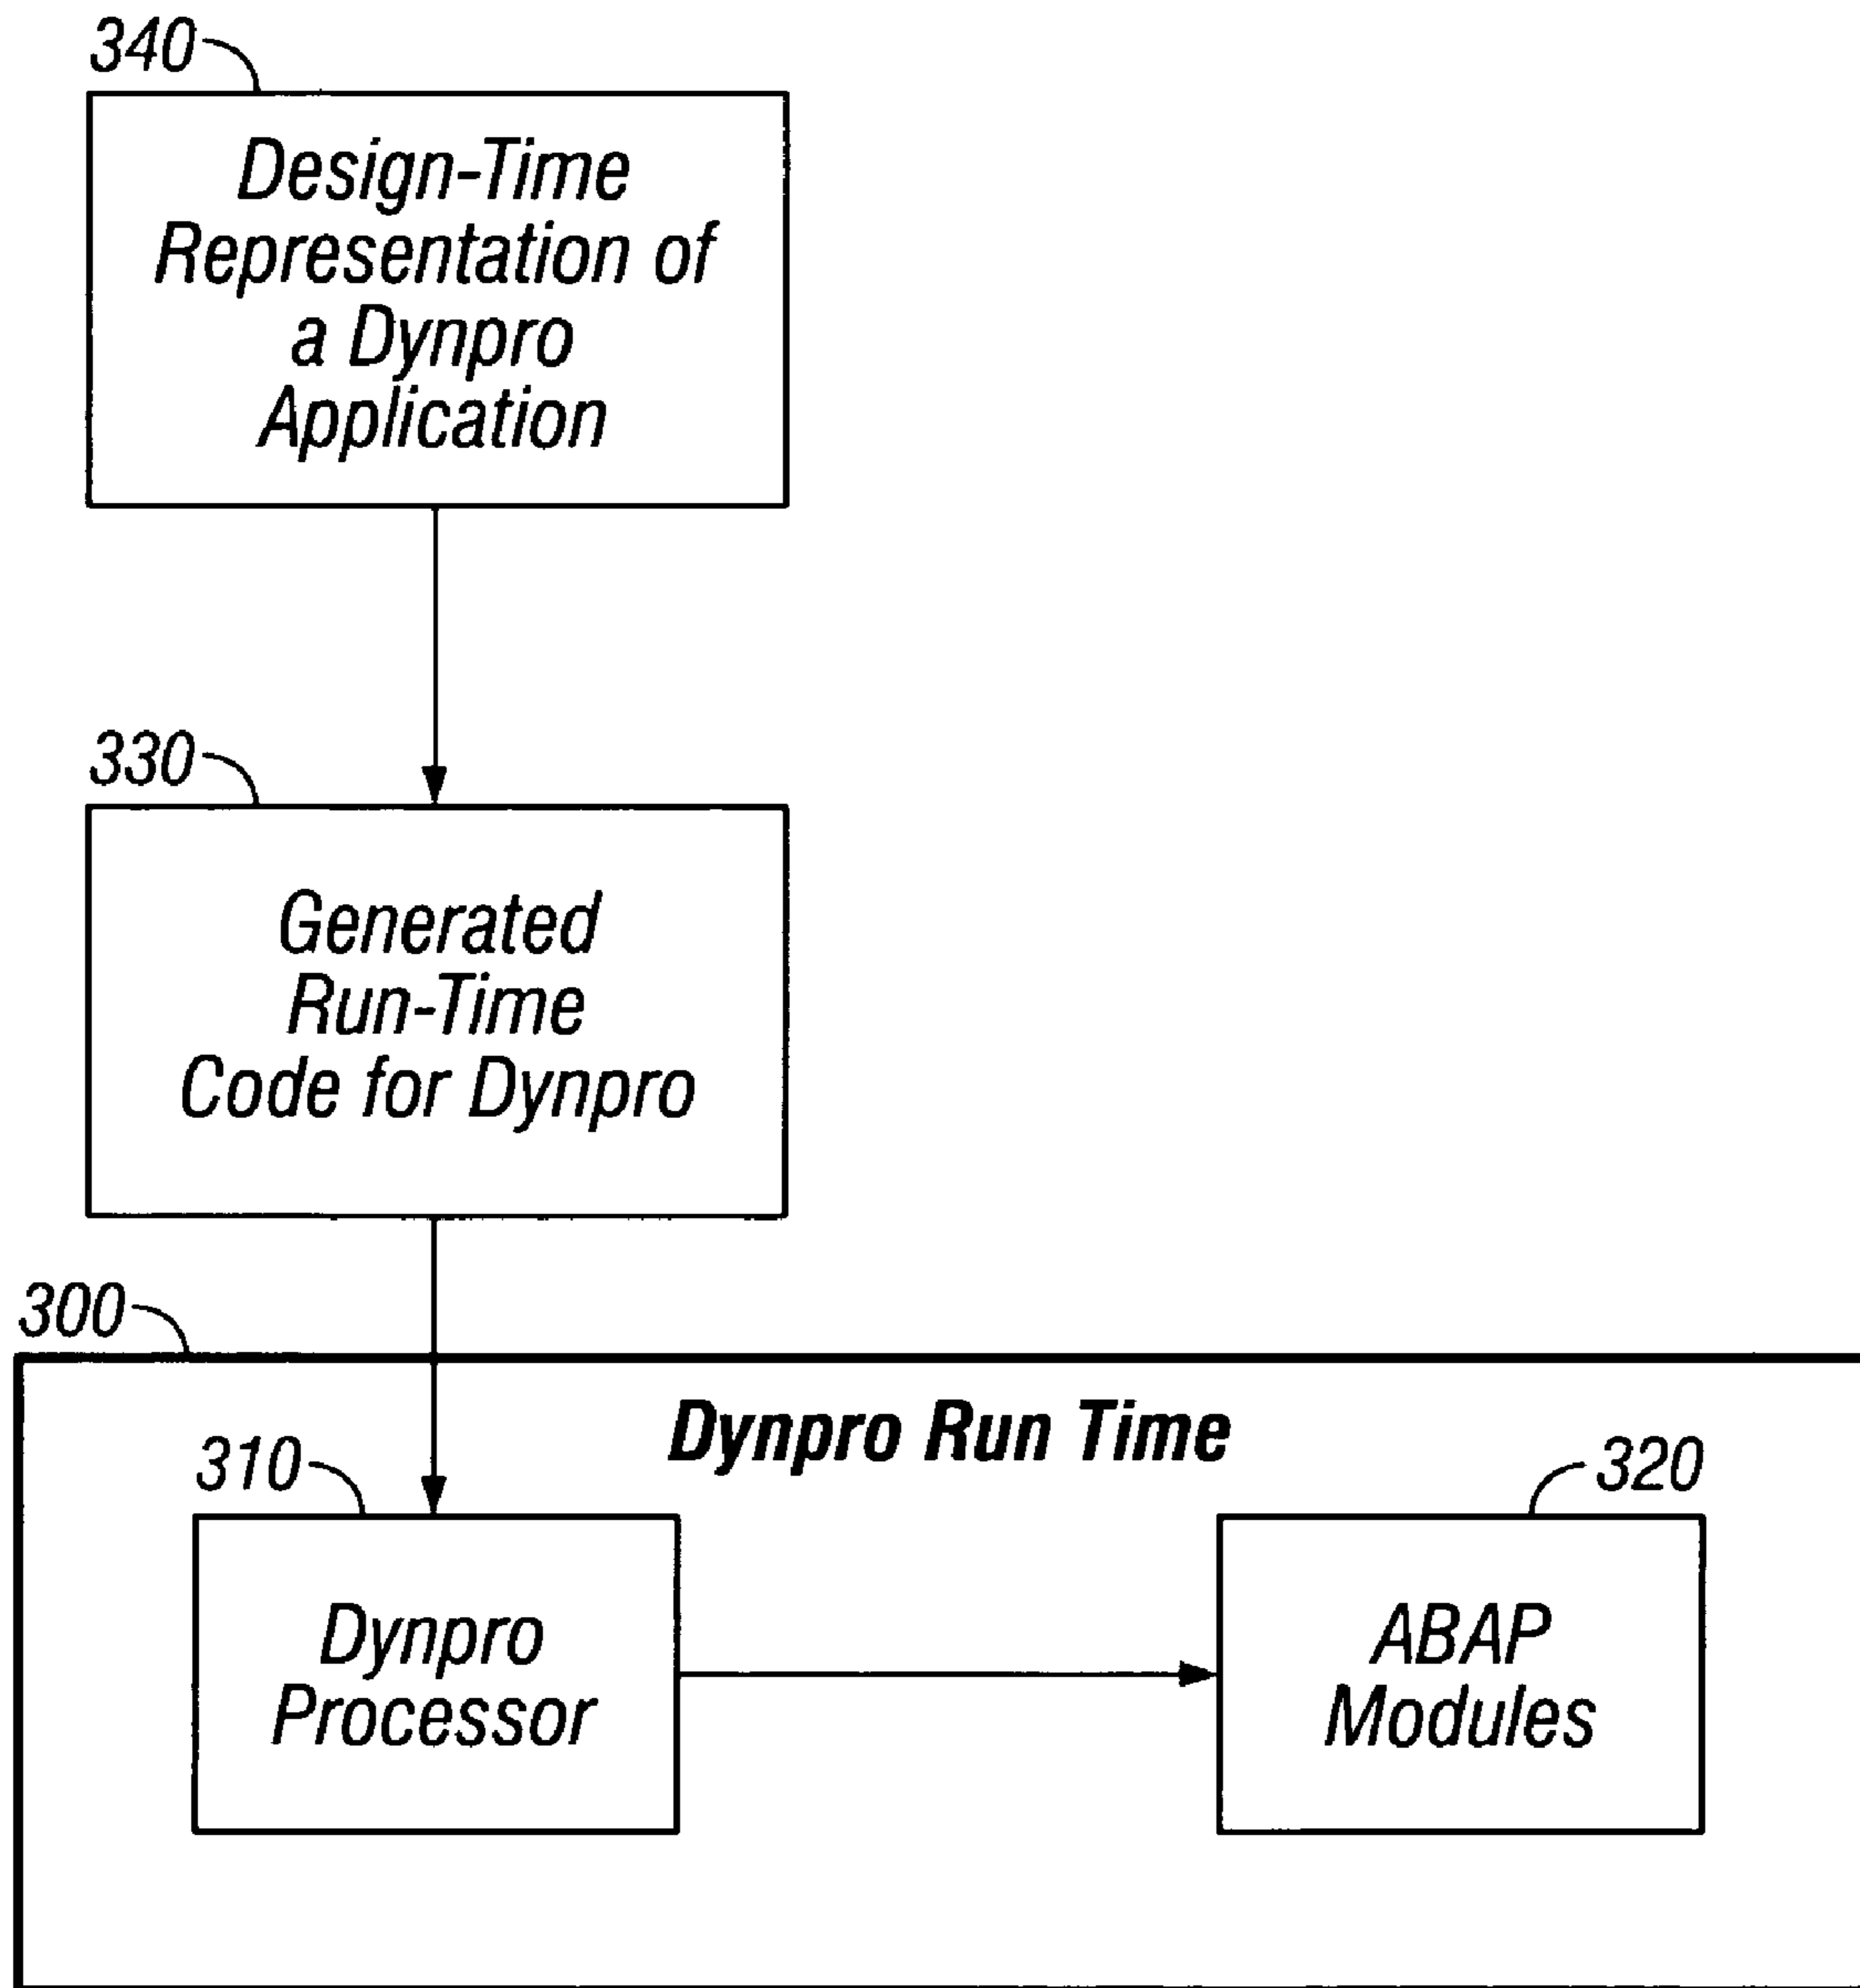 340
Design-Time
Representation of
a Dynpro
Application
330
Generated
Run-Time
Code for Dynpro
300
Dynpro Run Time
310
320
Dynpro
Processor
ABAP
Modules